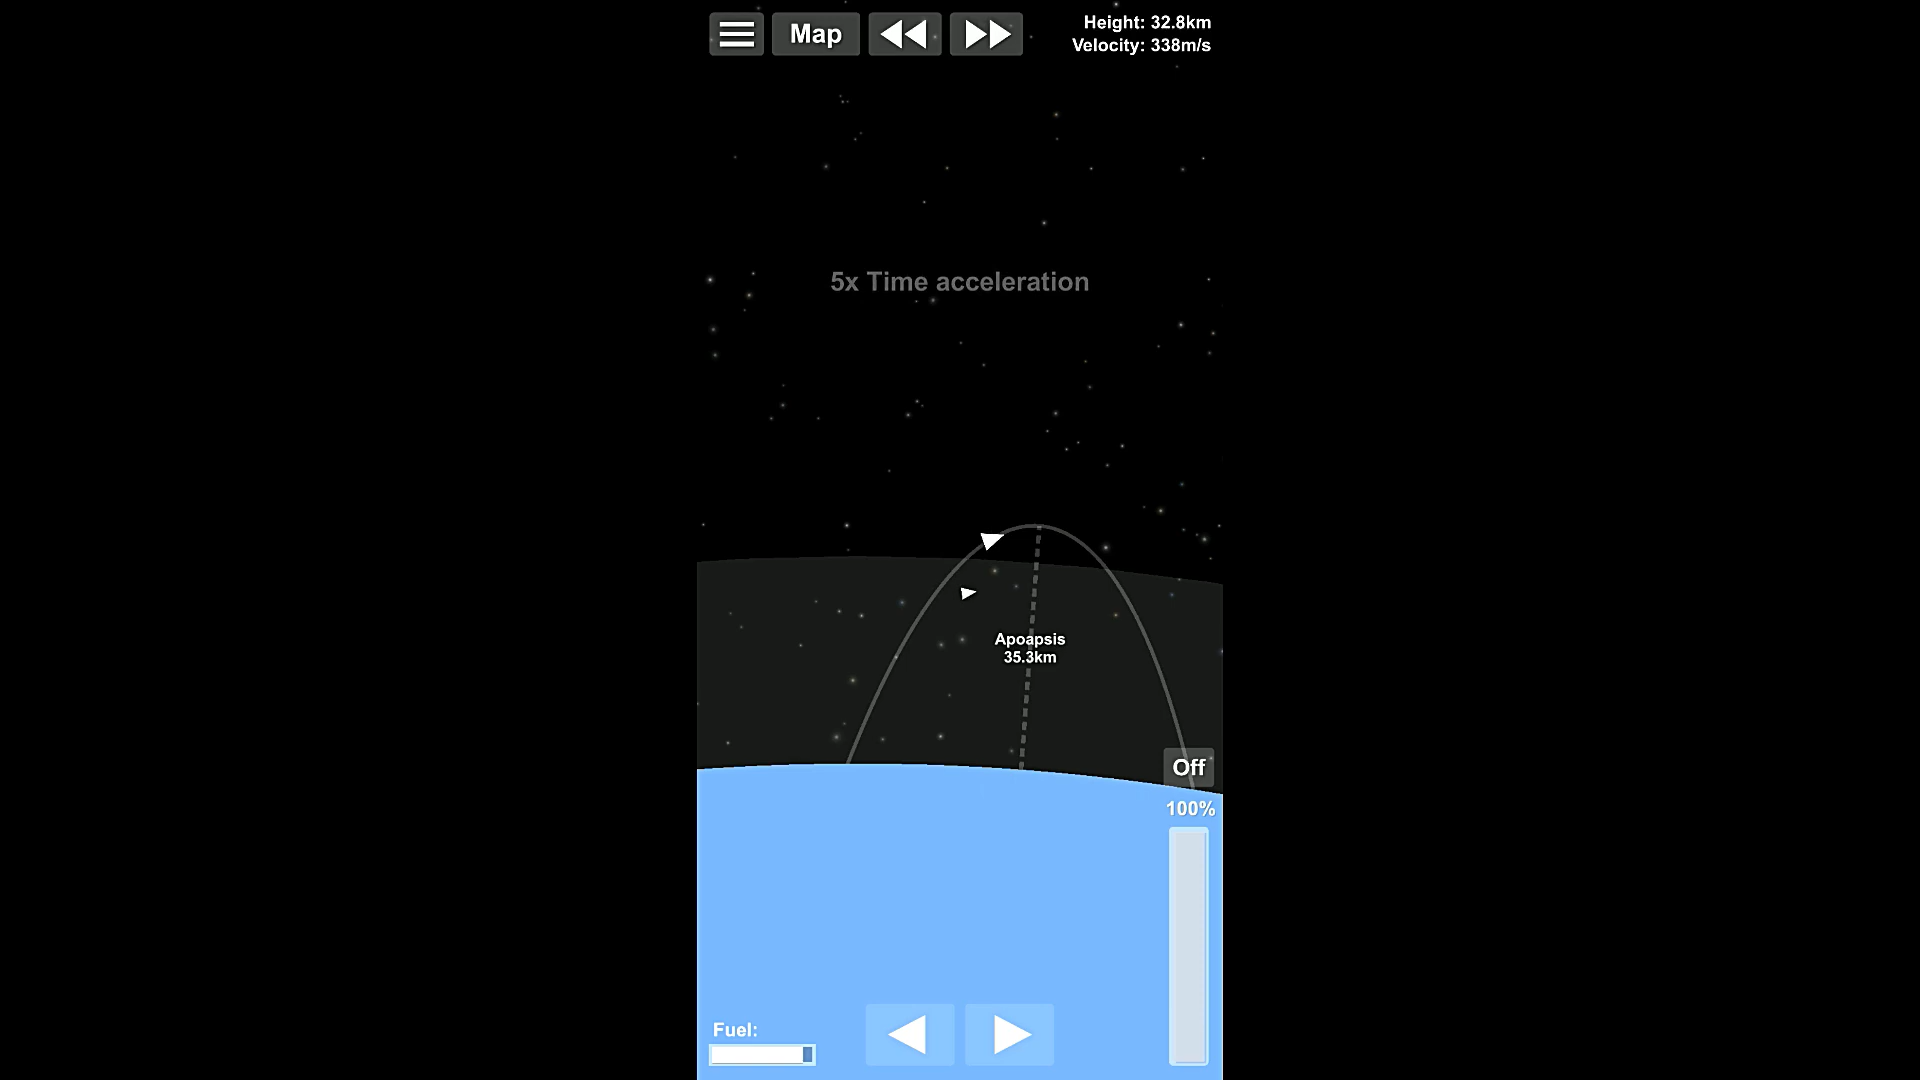 Map
Height: 32.8km
Velocity: 338m/s
5x Time acceleration
Apoapsis
35.3km
Off
100%
Fuel: